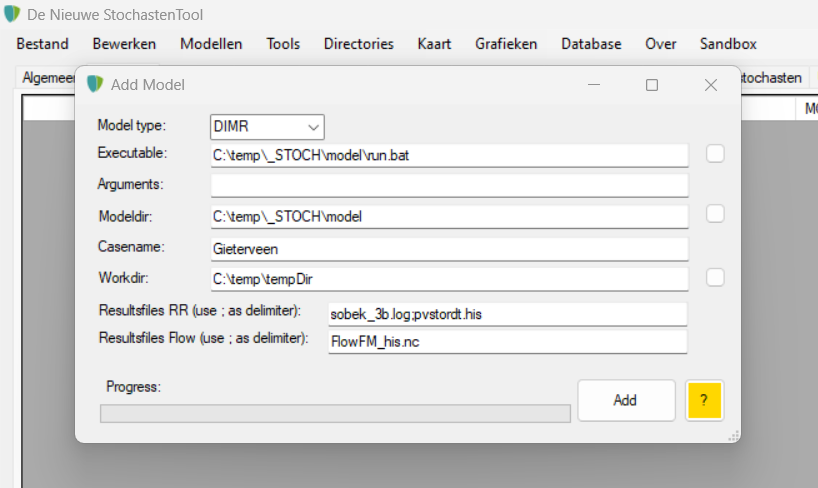 De Nieuwe StochastenTool
Bestand Bewerken Modellen Tools Directories Kaart Grafieken Database Over Sandbox
Algemeen
Add Model
tochasten
Model type: DIMR
Executable: C:\temp\_STOCH\model\run.bat
Arguments:
Modeldir: C:\temp\_STOCH\model
Casename: Gieterveen
Workdir: C:\temp\tempDir
Resultsfiles RR (use ; as delimiter): sobek_3b.log;pvstordt.his
Resultsfiles Flow (use ; as delimiter): FlowFM_his.nc
Progress:
Add ?